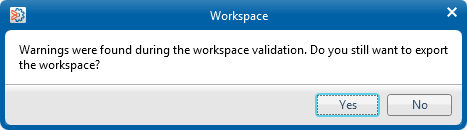 Workspace
Warnings were found during the workspace validation. Do you still want to export
the workspace?
Yes
No